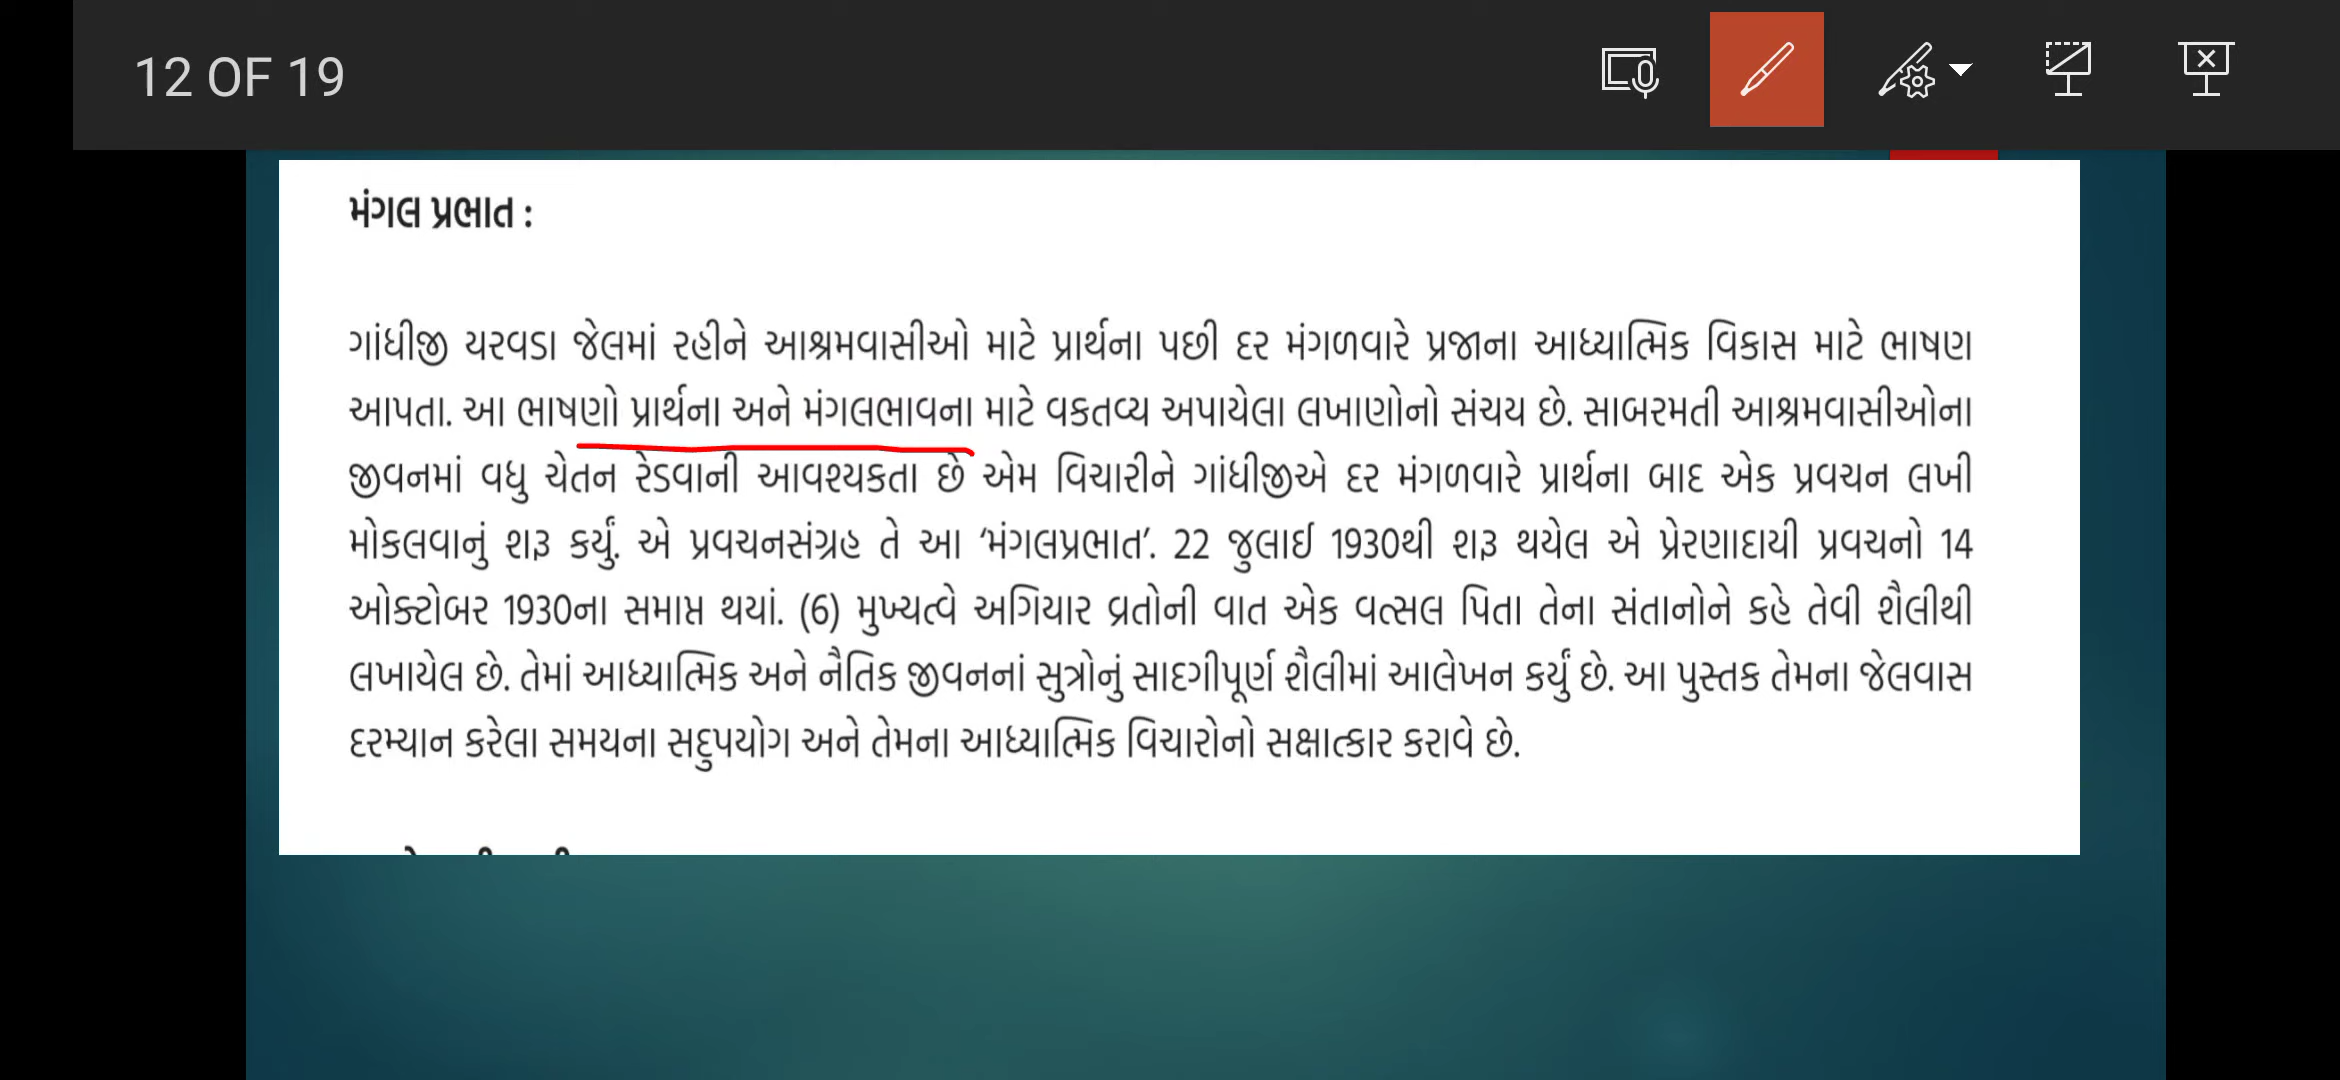 12 OF 19
મંગલ પ્રભાત :
ગાંધીજી યરવડા જેલમાં રહીને આશ્રમવાસીઓ માટે પ્રાર્થના પછી દર મંગળવારે પ્રજાના આધ્યાત્મિક વિકાસ માટે ભાષણ
આપતા. આ ભાષણો પ્રાર્થના અને મંગલભાવના માટે વકતવ્ય અપાયેલા લખાણોનો સંચય છે. સાબરમતી આશ્રમવાસીઓના
જીવનમાં વધુ ચેતન રેડવાની આવશ્યકતા છે એમ વિચારીને ગાંધીજીએ દર મંગળવારે પ્રાર્થના બાદ એક પ્રવચન લખી
મોકલવાનું શરૂ કર્યું. એ પ્રવચનસંગ્રહ તે આ ‘મંગલપ્રભાત’. 22 જુલાઈ 1930થી શરૂ થયેલ એ પ્રેરણાદાયી પ્રવચનો 14
ઓક્ટોબર 1930ના સમાપ્ત થયાં. (6) મુખ્યત્વે અગિયાર વ્રતોની વાત એક વત્સલ પિતા તેના સંતાનોને કહે તેવી શૈલીથી
લખાયેલ છે. તેમાં આધ્યાત્મિક અને નૈતિક જીવનનાં સુત્રોનું સાદગીપૂર્ણ શૈલીમાં આલેખન કર્યું છે. આ પુસ્તક તેમના જેલવાસ
દરમ્યાન કરેલા સમયના સદુપયોગ અને તેમના આધ્યાત્મિક વિચારોનો સક્ષાત્કાર કરાવે છે.